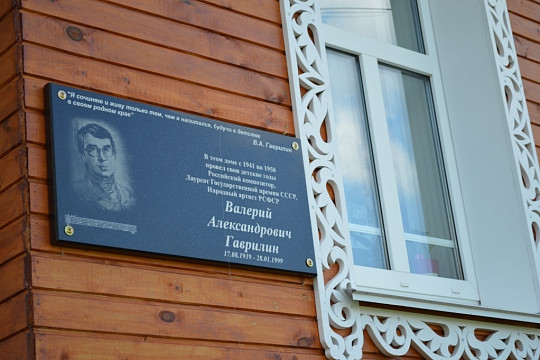 "Я сочиняю и живу только тем, чем я напитался, будучи в детстве
в своем родном крае"
В.А. Гаврилин
В этом доме с 1941 по 1950
провел свои детские годы
Российский композитор,
Лауреат Государственной премии СССР,
Народный артист РСФСР
Валерий
Александрович
Гаврилин
17.08.1939 - 28.01.1999